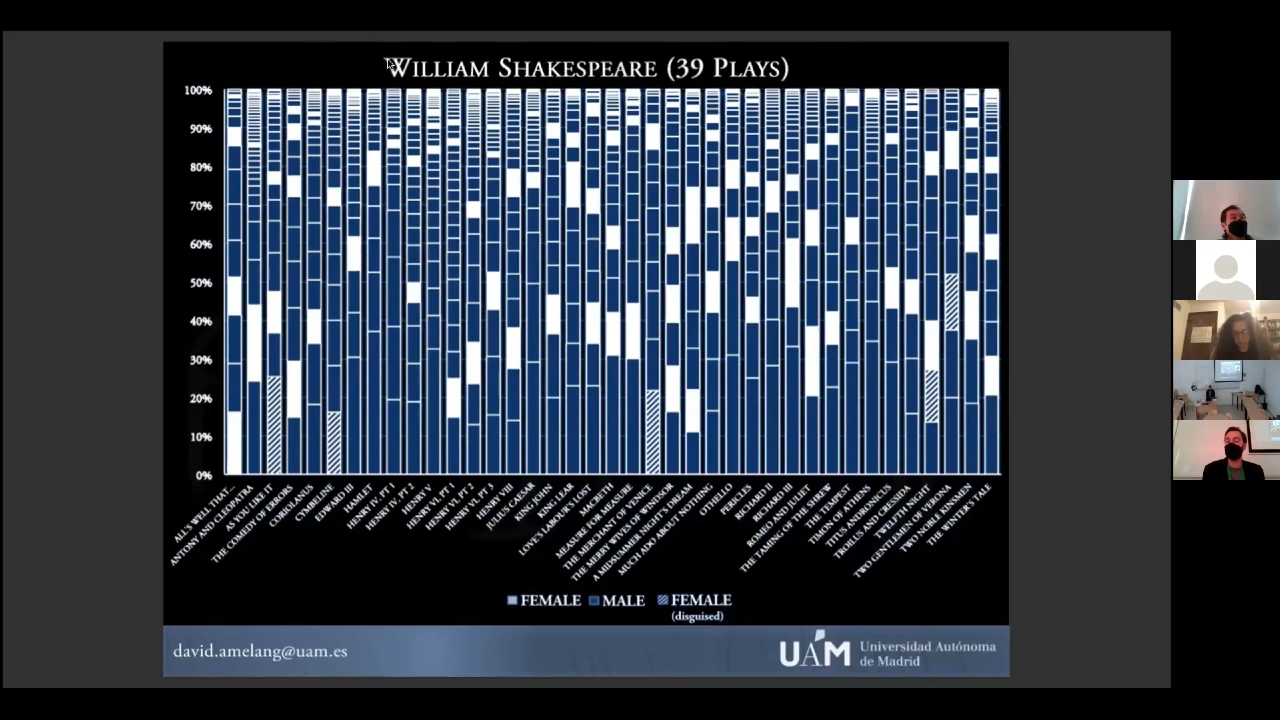 WILLIAM SHAKESPEARE (39 PLAYS)
100%
90%
80%
70%
60%
50%
40%
30%
20%
10%
0%
ALL'S WELL THAT...
ANTONY AND CLEOPATRA
AS YOU LIKE IT
THE COMEDY OF ERRORS
CORIOLANUS
CYMBELINE
EDWARD III
HAMLET
HENRY IV, PT 1
HENRY IV, PT 2
HENRY V
HENRY VI, PT 1
HENRY VI, PT 2
HENRY VI, PT 3
HENRY VIII
JULIUS CAESAR
KING JOHN
KING LEAR
LOVE'S LABOUR'S LOST
MACBETH
MEASURE FOR MEASURE
THE MERCHANT OF VENICE
THE MERRY WIVES OF WINDSOR
A MIDSUMMER NIGHT'S DREAM
MUCH ADO ABOUT NOTHING
OTHELLO
PERICLES
RICHARD II
RICHARD III
ROMEO AND JULIET
THE TAMING OF THE SHREW
THE TEMPEST
TIMON OF ATHENS
TITUS ANDRONICUS
TROILUS AND CRESSIDA
TWELFTH NIGHT
TWO GENTLEMEN OF VERONA
TWO NOBLE KINSMEN
THE WINTER'S TALE
FEMALE MALE FEMALE
(disguised)
david.amelang@uam.es
UAM Universidad Autónoma
de Madrid